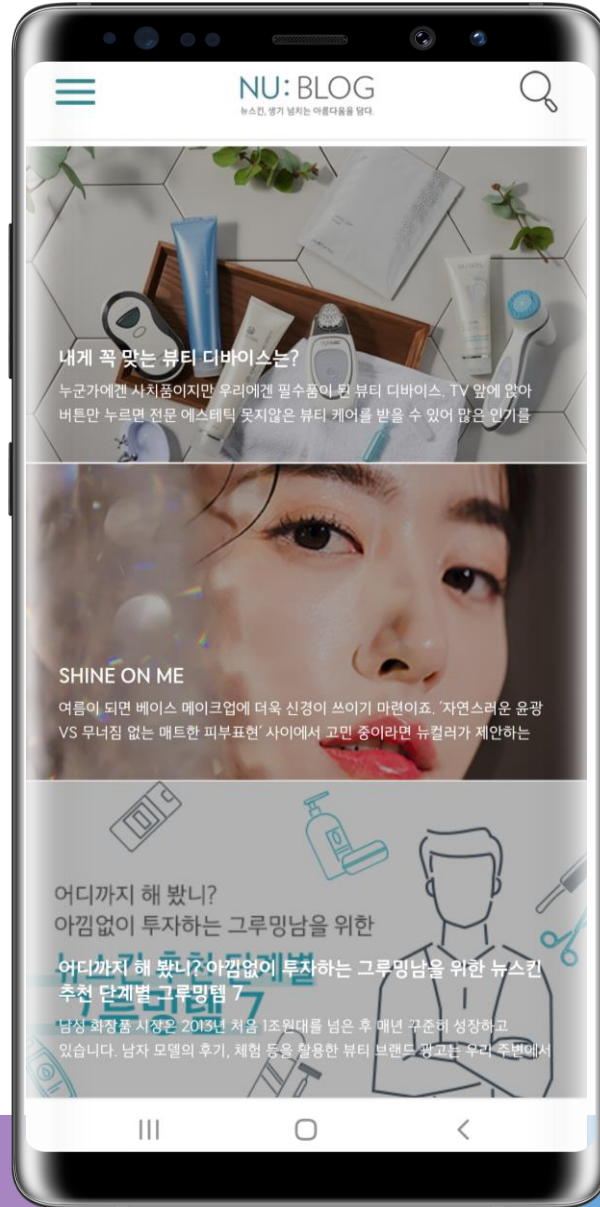 NU: BLOG
뉴스킨, 생기 넘치는 아름다움을 담다.
내게 꼭 맞는 뷰티 디바이스는?
누군가에겐 사치품이지만 우리에겐 필수품이 된 뷰티 디바이스. TV 앞에 앉아
버튼만 누르면 전문 에스테틱 못지않은 뷰티 케어를 받을 수 있어 많은 인기를
SHINE ON ME
여름이 되면 베이스 메이크업에 더욱 신경이 쓰이기 마련이죠. ‘자연스러운 윤광
VS 무너짐 없는 매트한 피부표현’ 사이에서 고민 중이라면 뉴컬러가 제안하는
어디까지 해 봤니?
아낌없이 투자하는 그루밍남을 위한
뉴스킨 추천 단계별
그루밍템 7
어디까지 해 봤니? 아낌없이 투자하는 그루밍남을 위한 뉴스킨
추천 단계별 그루밍템 7
남성 화장품 시장은 2013년 처음 1조원대를 넘은 후 매년 꾸준히 성장하고
있습니다. 남자 모델의 후기, 체험 등을 활용한 뷰티 브랜드 광고는 우리 주변에서